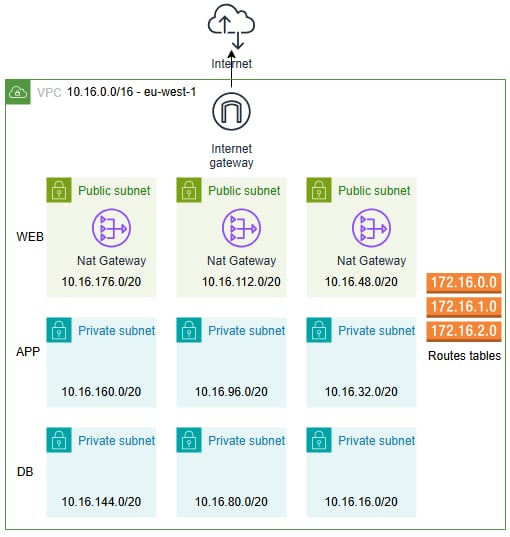 Internet
VPC 10.16.0.0/16 - eu-west-1
Internet
gateway
Public subnet
Public subnet
Public subnet
WEB
Nat Gateway
Nat Gateway
Nat Gateway
10.16.176.0/20
10.16.112.0/20
10.16.48.0/20
172.16.0.0
172.16.1.0
172.16.2.0
Routes tables
Private subnet
Private subnet
Private subnet
APP
10.16.160.0/20
10.16.96.0/20
10.16.32.0/20
Private subnet
Private subnet
Private subnet
DB
10.16.144.0/20
10.16.80.0/20
10.16.16.0/20